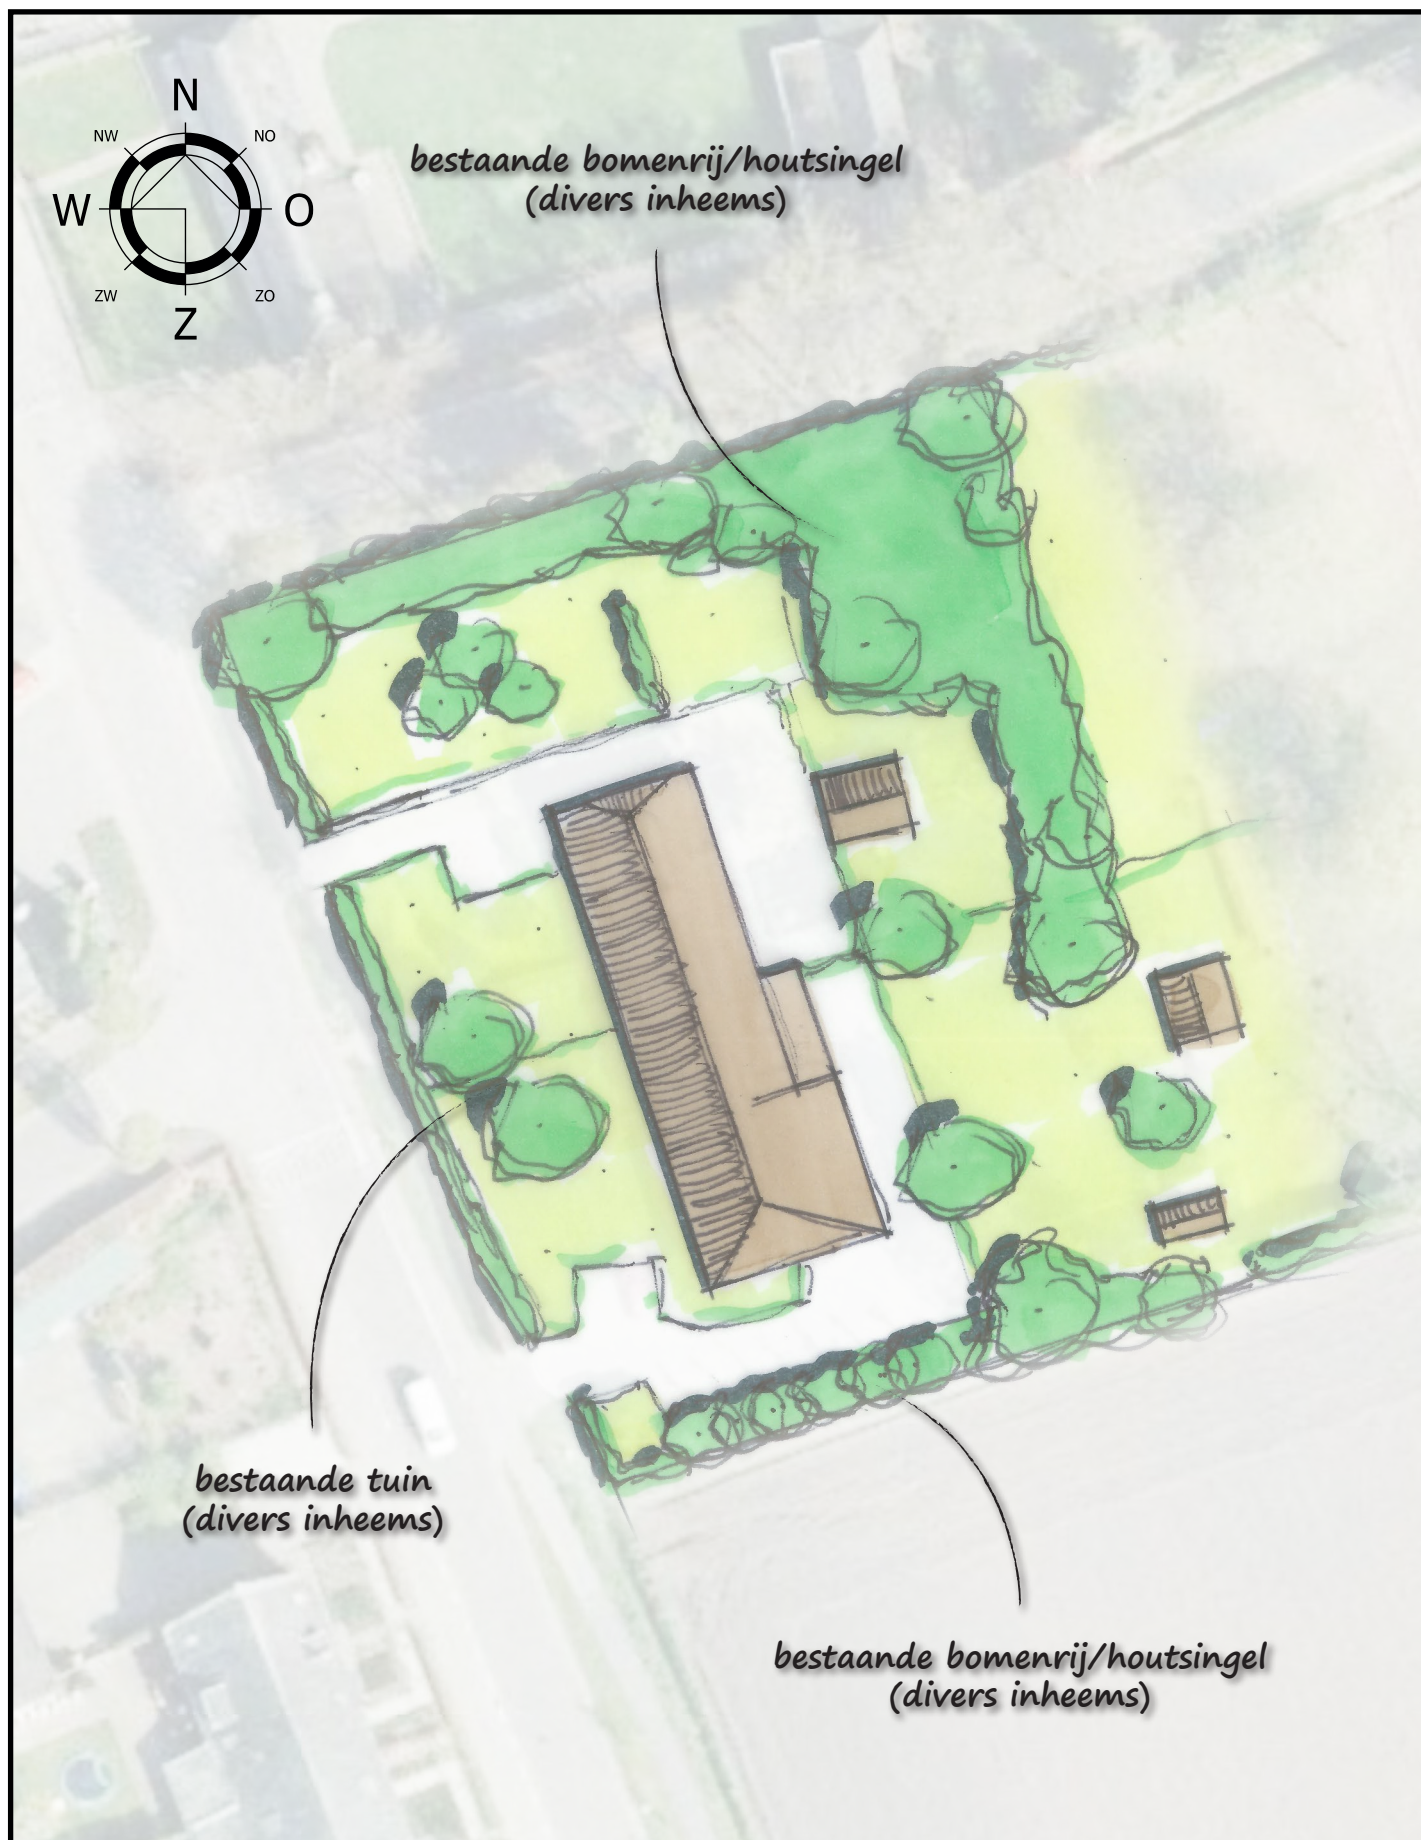 N
NW NO
W O
ZW ZO
Z
bestaande bomenrij/houtsingel
(divers inheems)
bestaande tuin
(divers inheems)
bestaande bomenrij/houtsingel
(divers inheems)